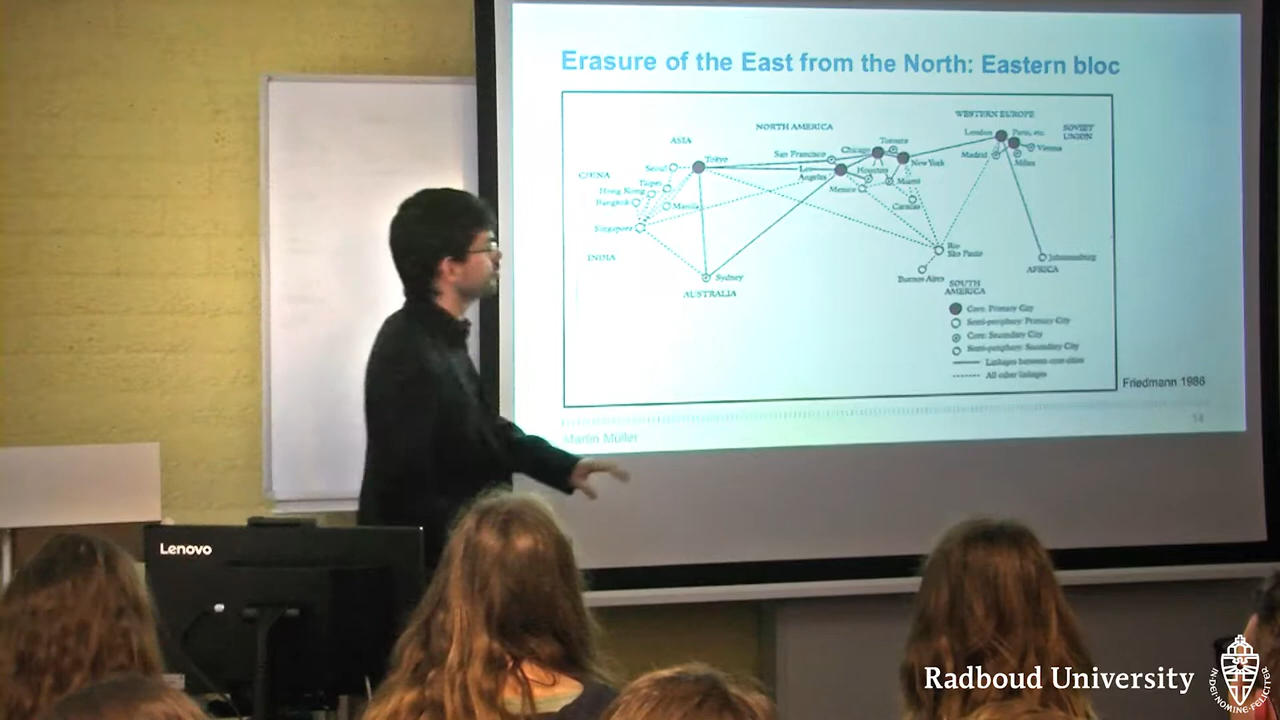 Erasure of the East from the North: Eastern bloc
WESTERN EUROPE
NORTH AMERICA
SOVIET
UNION
ASIA
London
Paris, etc.
Toronto
Chicago
San Francisco
Tokyo
New York
Madrid
Milan
Vienna
Seoul
Los
Angeles
Houston
Miami
CHINA
Taipei
Mexico
Hong Kong
Bangkok
Manila
Caracas
Singapore
Rio
São Paulo
INDIA
Johannesburg
AFRICA
Sydney
Buenos Aires
AUSTRALIA
SOUTH
AMERICA
Core: Primary City
Semi-periphery: Primary City
Core: Secondary City
Semi-periphery: Secondary City
Linkages between core cities
All other linkages
Friedmann 1986
Martin Müller
14
Lenovo
Radboud University
IN·DEI·NOMINE·FELICITER